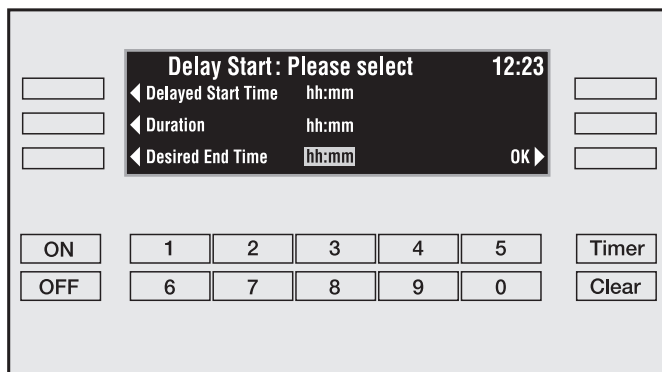 Delay Start: Please select 12:23
Delayed Start Time hh:mm
Duration hh:mm
Desired End Time hh:mm OK
ON 1 2 3 4 5 Timer
OFF 6 7 8 9 0 Clear